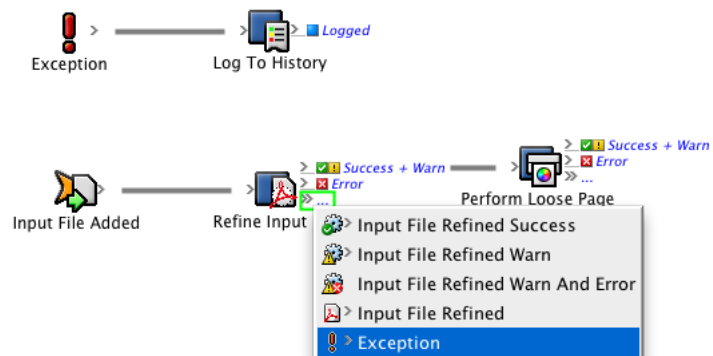 Logged
Exception
Log To History
Success + Warn
Error
...
Success + Warn
Error
...
Input File Added
Refine Input
Perform Loose Page
Input File Refined Success
Input File Refined Warn
Input File Refined Warn And Error
Input File Refined
Exception